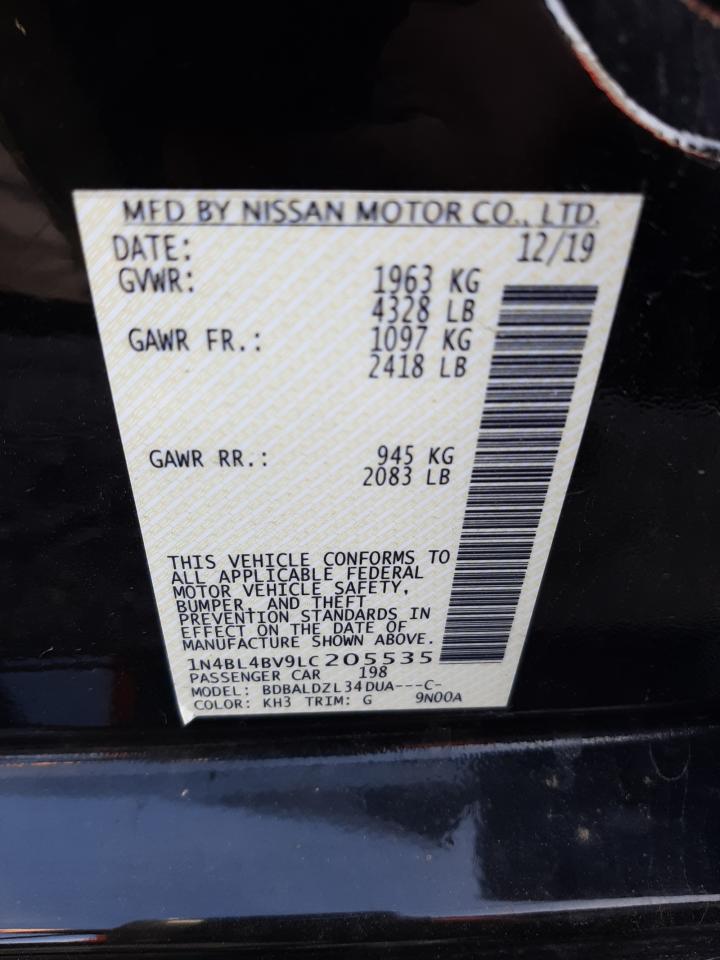 MFD BY NISSAN MOTOR CO., LTD.
DATE: 12/19
GVWR: 1963 KG
4328 LB
GAWR FR.: 1097 KG
2418 LB
GAWR RR.: 945 KG
2083 LB
THIS VEHICLE CONFORMS TO
ALL APPLICABLE FEDERAL
MOTOR VEHICLE SAFETY,
BUMPER, AND THEFT
PREVENTION STANDARDS IN
EFFECT ON THE DATE OF
MANUFACTURE SHOWN ABOVE.
1N4BL4BV9LC205535
PASSENGER CAR 198
MODEL: BDBALDZL34DUA---C-
COLOR: KH3 TRIM: G 9N00A